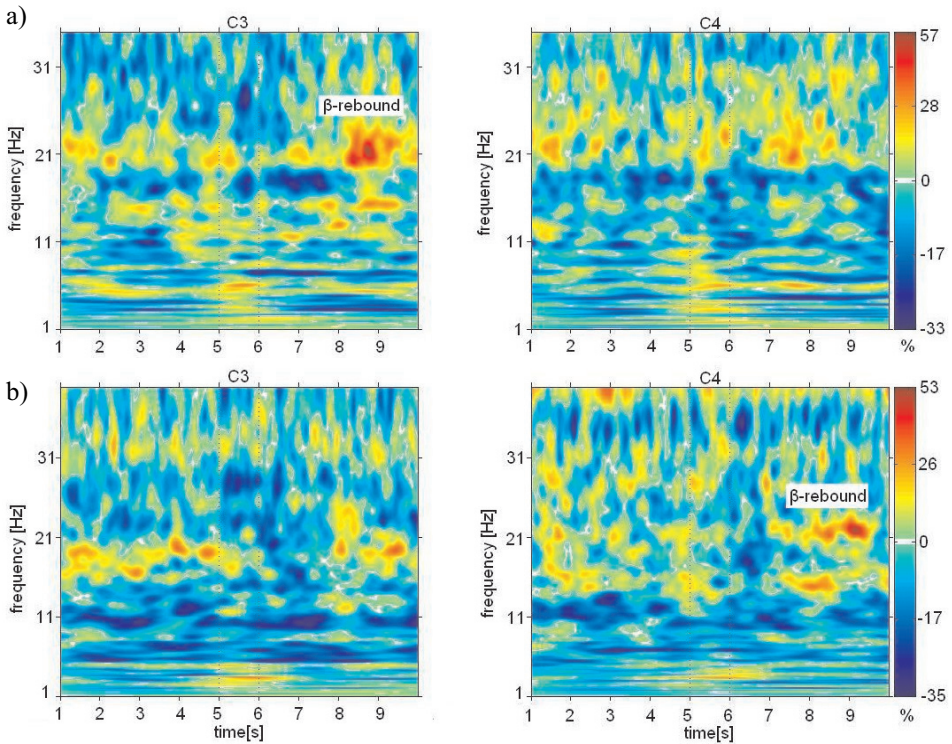 a)
C3
C4
frequency [Hz]
31
21
11
1
β-rebound
1 2 3 4 5 6 7 8 9
frequency [Hz]
31
21
11
1
1 2 3 4 5 6 7 8 9
57
28
0
-17
-33
%
b)
C3
C4
frequency [Hz]
31
21
11
1
1 2 3 4 5 6 7 8 9
time[s]
frequency [Hz]
31
21
11
1
β-rebound
1 2 3 4 5 6 7 8 9
time[s]
53
26
0
-17
-35
%